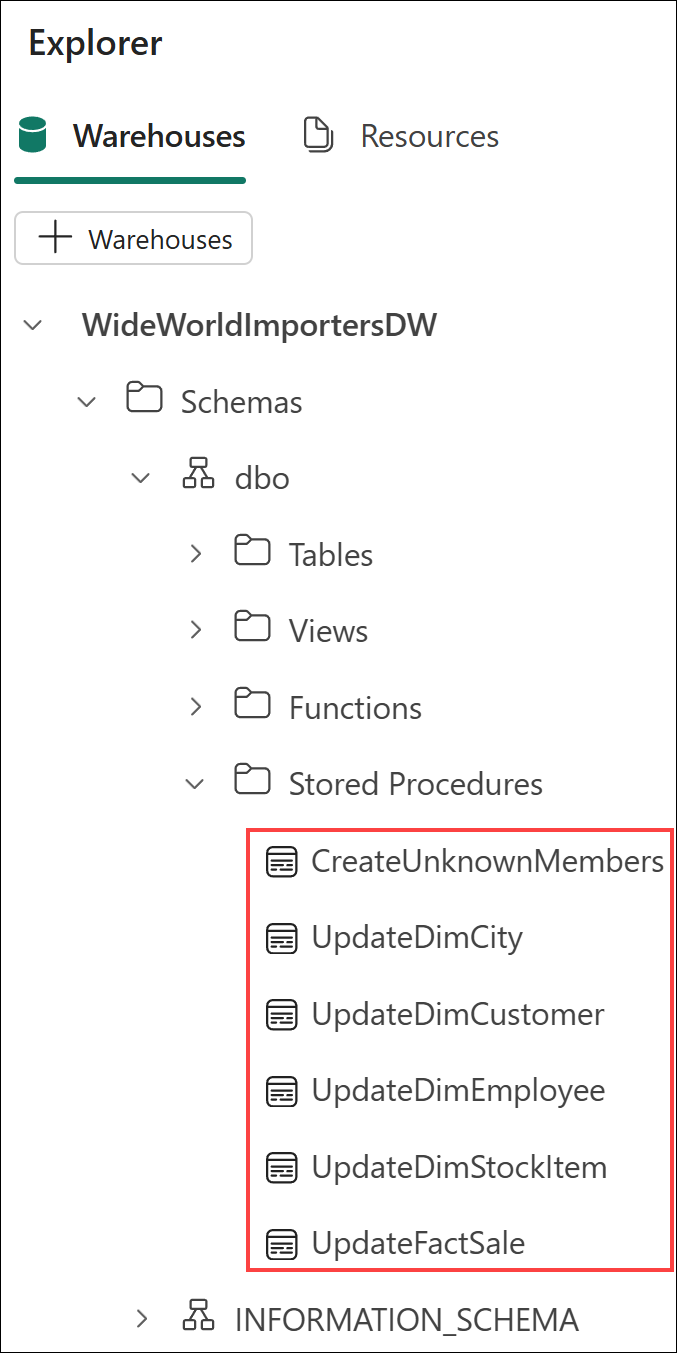 Explorer
Warehouses Resources
Warehouses
WideWorldImportersDW
Schemas
dbo
Tables
Views
Functions
Stored Procedures
CreateUnknownMembers
UpdateDimCity
UpdateDimCustomer
UpdateDimEmployee
UpdateDimStockItem
UpdateFactSale
INFORMATION_SCHEMA